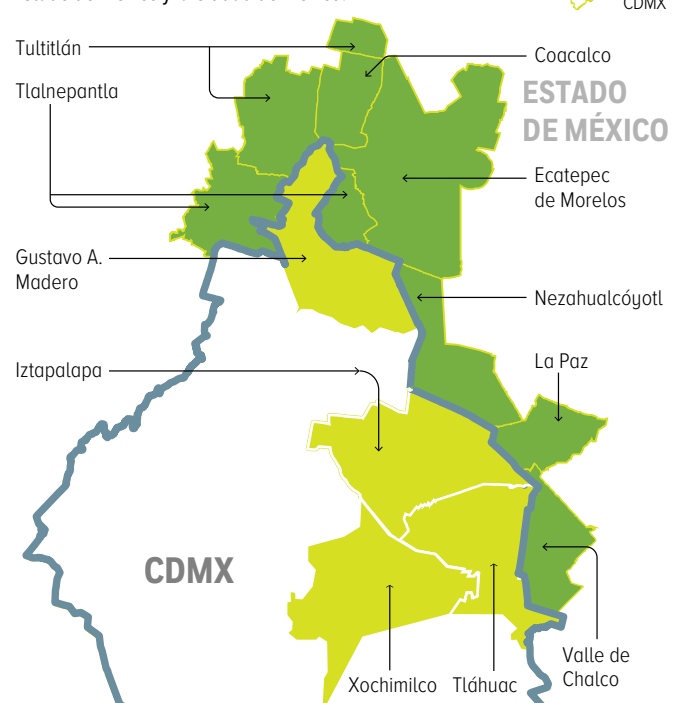 CDMX
Tultitlán
Coacalco
Tlalnepantla
ESTADO
DE MÉXICO
Ecatepec
de Morelos
Gustavo A.
Madero
Nezahualcóyotl
La Paz
Iztapalapa
CDMX
Valle de
Chalco
Xochimilco
Tláhuac